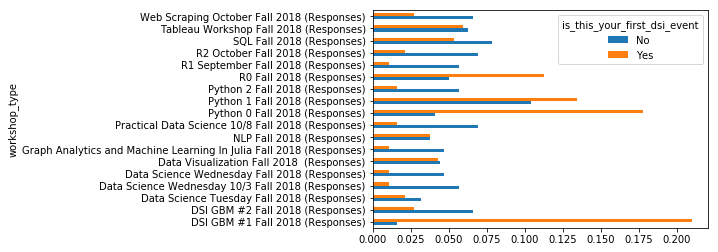 Web Scraping October Fall 2018 (Responses)
Tableau Workshop Fall 2018 (Responses)
SQL Fall 2018 (Responses)
R2 October Fall 2018 (Responses)
R1 September Fall 2018 (Responses)
R0 Fall 2018 (Responses)
Python 2 Fall 2018 (Responses)
Python 1 Fall 2018 (Responses)
Python 0 Fall 2018 (Responses)
Practical Data Science 10/8 Fall 2018 (Responses)
NLP Fall 2018 (Responses)
Graph Analytics and Machine Learning In Julia Fall 2018 (Responses)
Data Visualization Fall 2018  (Responses)
Data Science Wednesday Fall 2018 (Responses)
Data Science Wednesday 10/3 Fall 2018 (Responses)
Data Science Tuesday Fall 2018 (Responses)
DSI GBM #2 Fall 2018 (Responses)
DSI GBM #1 Fall 2018 (Responses)
workshop_type
is_this_your_first_dsi_event
No
Yes
0.000 0.025 0.050 0.075 0.100 0.125 0.150 0.175 0.200